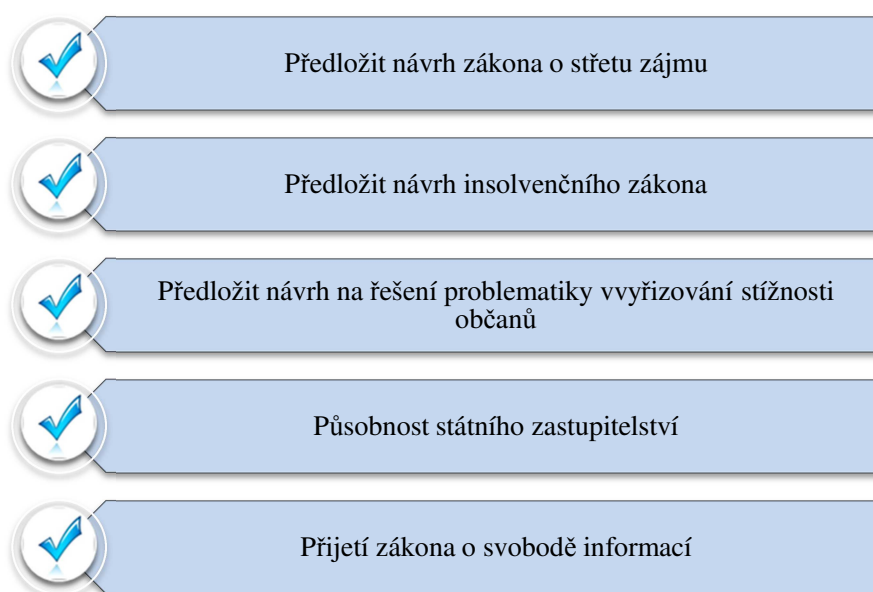 Předložit návrh zákona o střetu zájmu
Předložit návrh insolvenčního zákona
Předložit návrh na řešení problematiky vvyřizování stížnosti
občanů
Působnost státního zastupitelství
Přijetí zákona o svobodě informací